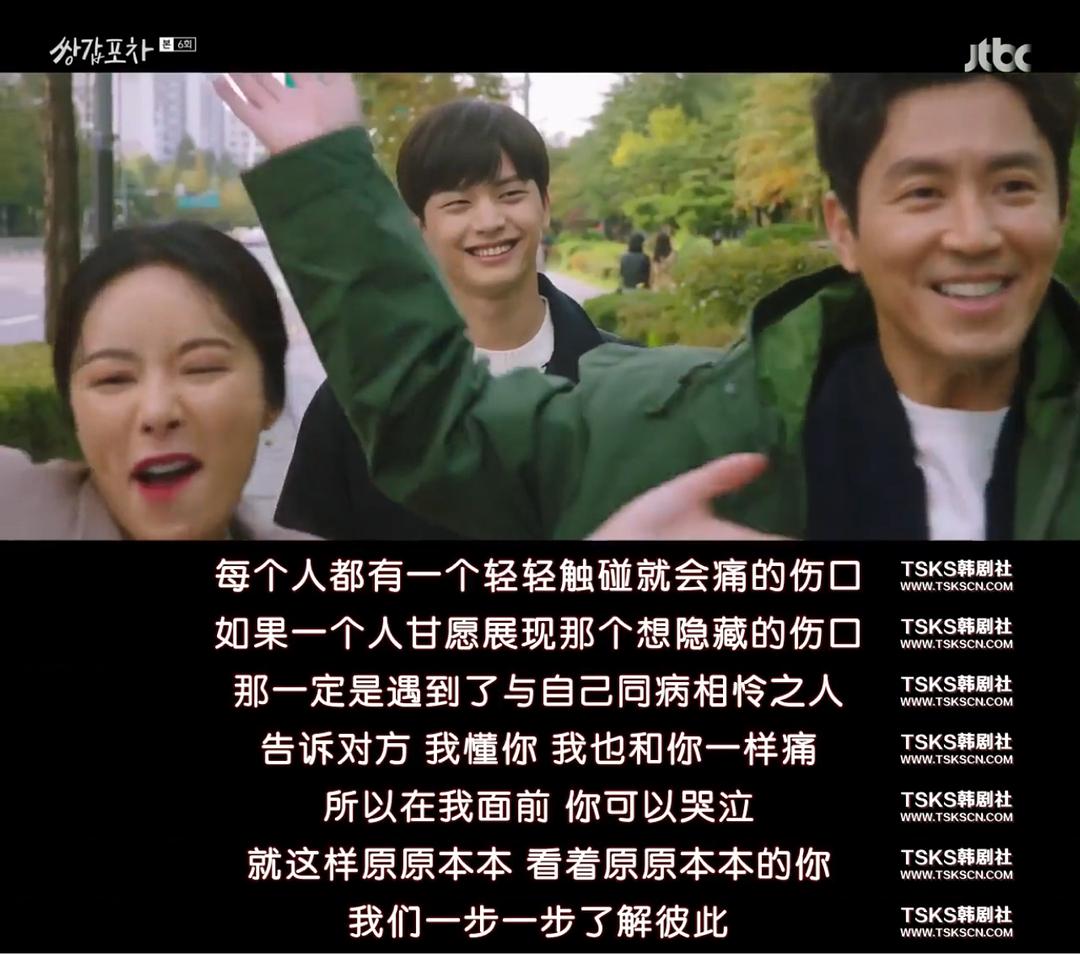 쌍갑포차 본 6회
jtbc
每个人都有一个轻轻触碰就会痛的伤口
TSKS韩剧社
WWW.TSKSCN.COM
如果一个人甘愿展现那个想隐藏的伤口
TSKS韩剧社
WWW.TSKSCN.COM
那一定是遇到了与自己同病相怜之人
TSKS韩剧社
WWW.TSKSCN.COM
告诉对方 我懂你 我也和你一样痛
TSKS韩剧社
WWW.TSKSCN.COM
所以在我面前 你可以哭泣
TSKS韩剧社
WWW.TSKSCN.COM
就这样原原本本 看着原原本本的你
TSKS韩剧社
WWW.TSKSCN.COM
我们一步一步了解彼此
TSKS韩剧社
WWW.TSKSCN.COM